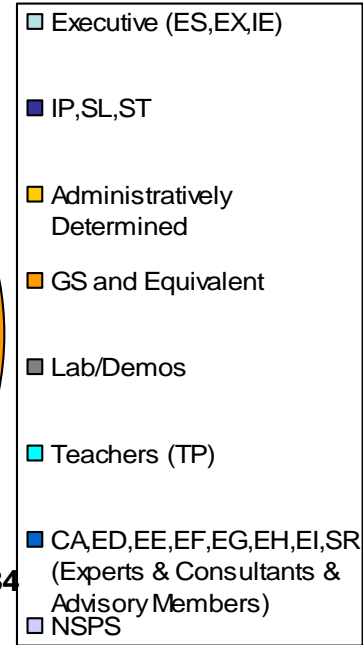 Executive (ES,EX,IE)
IP,SL,ST
Administratively
Determined
GS and Equivalent
Lab/Demos
Teachers (TP)
CA,ED,EE,EF,EG,EH,EI,SR
(Experts & Consultants &
Advisory Members)
NSPS